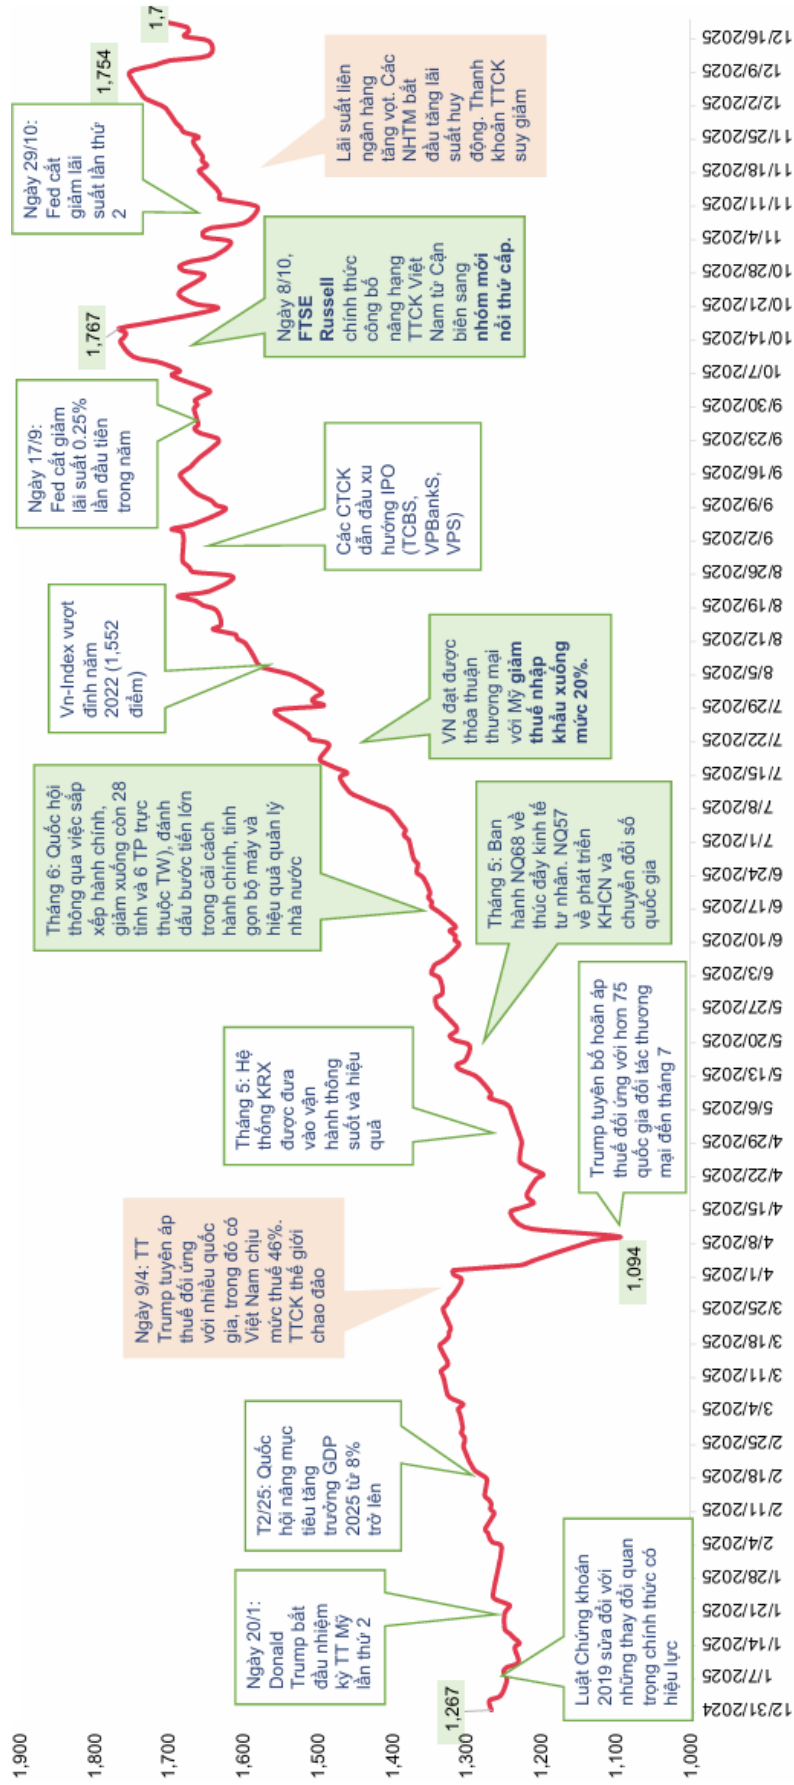 1,900
1,800
1,700
1,600
1,500
1,400
1,300
1,200
1,100
1,000
1,267
Luật Chứng khoán
2019 sửa đổi với
những thay đổi quan
trọng chính thức có
hiệu lực
Ngày 20/1:
Donald
Trump bắt
đầu nhiệm
kỳ TT Mỹ
lần thứ 2
T2/25: Quốc
hội nâng mục
tiêu tăng
trưởng GDP
2025 từ 8%
trở lên
Ngày 9/4: TT
Trump tuyên áp
thuế đối ứng
với nhiều quốc
gia, trong đó có
Việt Nam chịu
mức thuế 46%.
TTCK thế giới
chao đảo
1,094
Trump tuyên bố hoãn áp
thuế đối ứng với hơn 75
quốc gia đối tác thương
mại đến tháng 7
Tháng 5: Hệ
thống KRX
được đưa
vào vận
hành thông
suốt và hiệu
quả
Tháng 5: Ban
hành NQ68 về
thúc đẩy kinh tế
tư nhân. NQ57
về phát triển
KHCN và
chuyển đổi số
quốc gia
Tháng 6: Quốc hội
thông qua việc sắp
xếp hành chính,
giảm xuống còn 28
tỉnh và 6 TP trực
thuộc TW), đánh
dấu bước tiến lớn
trong cải cách
hành chính, tinh
gọn bộ máy và
hiệu quả quản lý
nhà nước
VN đạt được
thỏa thuận
thương mại
với Mỹ giảm
thuế nhập
khẩu xuống
mức 20%.
Vn-Index vượt
đỉnh năm
2022 (1,552
điểm)
Các CTCK
dẫn đầu xu
hướng IPO
(TCBS,
VPBankS,
VPS)
Ngày 17/9:
Fed cắt giảm
lãi suất 0.25%
lần đầu tiên
trong năm
1,767
Ngày 8/10,
FTSE
Russell
chính thức
công bố
nâng hạng
TTCK Việt
Nam từ Cận
biên sang
nhóm mới
nổi thứ cấp.
Ngày 29/10:
Fed cắt
giảm lãi
suất lần thứ
2
1,754
Lãi suất liên
ngân hàng
tăng vọt. Các
NHTM bắt
đầu tăng lãi
suất huy
động. Thanh
khoản TTCK
suy giảm
1,7
12/31/2024
1/7/2025
1/14/2025
1/21/2025
1/28/2025
2/4/2025
2/11/2025
2/18/2025
2/25/2025
3/4/2025
3/11/2025
3/18/2025
3/25/2025
4/1/2025
4/8/2025
4/15/2025
4/22/2025
4/29/2025
5/6/2025
5/13/2025
5/20/2025
5/27/2025
6/3/2025
6/10/2025
6/17/2025
6/24/2025
7/1/2025
7/8/2025
7/15/2025
7/22/2025
7/29/2025
8/5/2025
8/12/2025
8/19/2025
8/26/2025
9/2/2025
9/9/2025
9/16/2025
9/23/2025
9/30/2025
10/7/2025
10/14/2025
10/21/2025
10/28/2025
11/4/2025
11/11/2025
11/18/2025
11/25/2025
12/2/2025
12/9/2025
12/16/2025